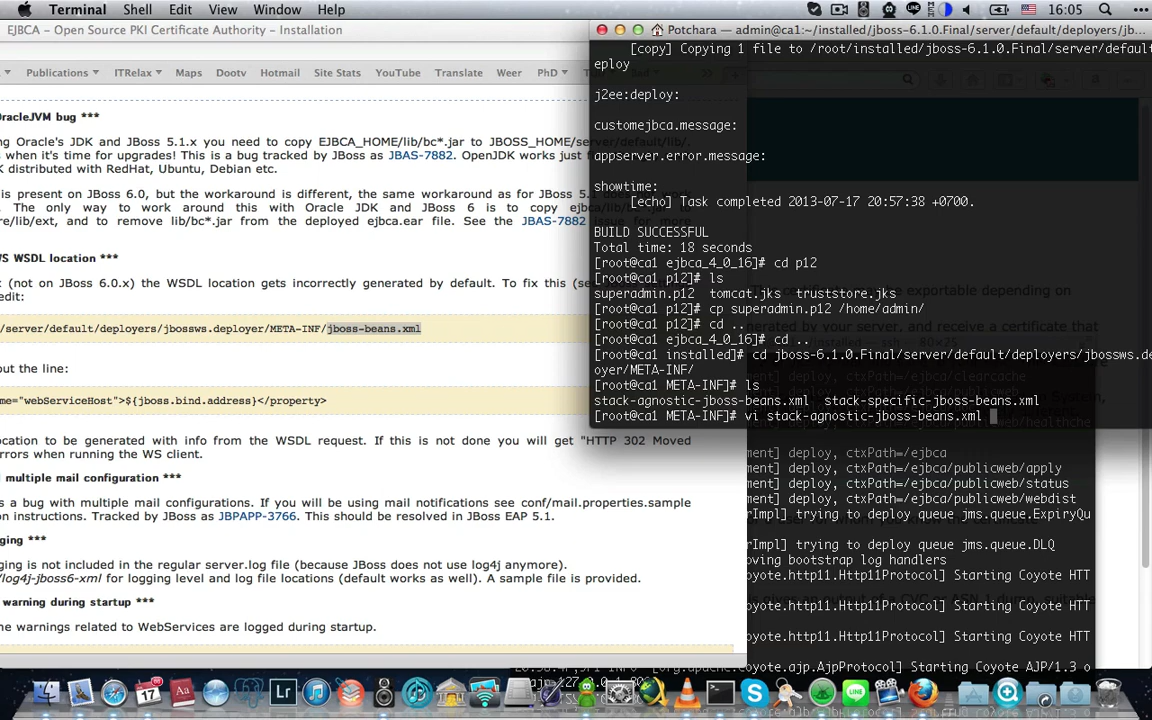 Terminal Shell Edit View Window Help 16:05
EJBCA – Open Source PKI Certificate Authority – Installation
Publications ITRelax Maps Dootv Hotmail Site Stats YouTube Translate Weer PhD
OracleJVM bug ***
ng Oracle's JDK and JBoss 5.1.x you need to copy EJBCA_HOME/lib/bc*.jar to JBOSS_HOME/server/default/lib/.
s when it's time for upgrades! This is a bug tracked by JBoss as JBAS-7882. OpenJDK works just
K distributed with RedHat, Ubuntu, Debian etc.
is present on JBoss 6.0, but the workaround is different, the same workaround as for JBoss 5.1
The only way to work around this with Oracle JDK and JBoss 6 is to copy ejbca/lib/bc*.jar to
re/lib/ext, and to remove lib/bc*.jar from the deployed ejbca.ear file. See the JBAS-7882 issue for more
WS WSDL location ***
x (not on JBoss 6.0.x) the WSDL location gets incorrectly generated by default. To fix this
edit:
/server/default/deployers/jbossws.deployer/META-INF/jboss-beans.xml
out the line:
me="webServiceHost">${jboss.bind.address}</property>
ocation to be generated with info from the WSDL request. If this is not done you will get "HTTP 302 Moved
rrors when running the WS client.
multiple mail configuration ***
s a bug with multiple mail configurations. If you will be using mail notifications see conf/mail.properties.sample
on instructions. Tracked by JBoss as JBPAPP-3766. This should be resolved in JBoss EAP 5.1.
ging ***
ging is not included in the regular server.log file (because JBoss does not use log4j anymore).
/log4j-jboss6-xml for logging level and log file locations (default works as well). A sample file is provided.
warning during startup ***
me warnings related to WebServices are logged during startup.
Potchara — admin@ca1:~/installed/jboss-6.1.0.Final/server/default/deployers/jb...
[copy] Copying 1 file to /root/installed/jboss-6.1.0.Final/server/default
eploy
j2ee:deploy:
customejbca.message:
appserver.error.message:
showtime:
[echo] Task completed 2013-07-17 20:57:38 +0700.
BUILD SUCCESSFUL
Total time: 18 seconds
[root@ca1 ejbca_4_0_16]# cd p12
[root@ca1 p12]# ls
superadmin.p12 tomcat.jks truststore.jks
[root@ca1 p12]# cp superadmin.p12 /home/admin/
[root@ca1 p12]# cd ..
[root@ca1 ejbca_4_0_16]# cd ..
[root@ca1 installed]# cd jboss-6.1.0.Final/server/default/deployers/jbossws.de
oyer/META-INF/
[root@ca1 META-INF]# ls
stack-agnostic-jboss-beans.xml stack-specific-jboss-beans.xml
[root@ca1 META-INF]# vi stack-agnostic-jboss-beans.xml
ment] deploy, ctxPath=/ejbca
ment] deploy, ctxPath=/ejbca/publicweb/apply
ment] deploy, ctxPath=/ejbca/publicweb/status
ment] deploy, ctxPath=/ejbca/publicweb/webdist
rImpl] trying to deploy queue jms.queue.ExpiryQu
rImpl] trying to deploy queue jms.queue.DLQ
oving bootstrap log handlers
oyote.http11.Http11Protocol] Starting Coyote HTT
oyote.http11.Http11Protocol] Starting Coyote HTT
oyote.http11.Http11Protocol] Starting Coyote HTT
oyote.ajp.AjpProtocol] Starting Coyote AJP/1.3 o